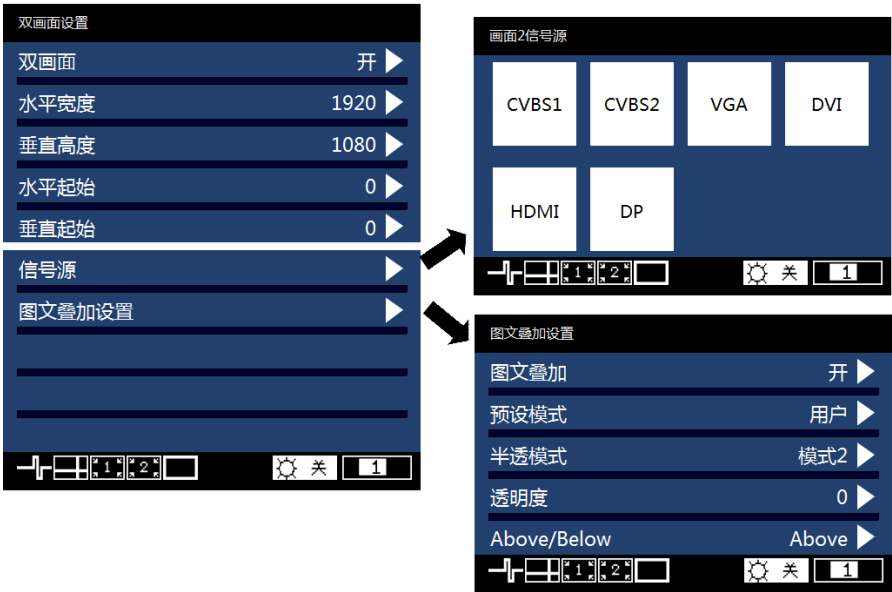 双画面设置
双画面 开
水平宽度 1920
垂直高度 1080
水平起始 0
垂直起始 0
信号源
图文叠加设置
1 2 关 1
画面2信号源
CVBS1 CVBS2 VGA DVI
HDMI DP
1 2 关 1
图文叠加设置
图文叠加 开
预设模式 用户
半透模式 模式2
透明度 0
Above/Below Above
1 2 关 1